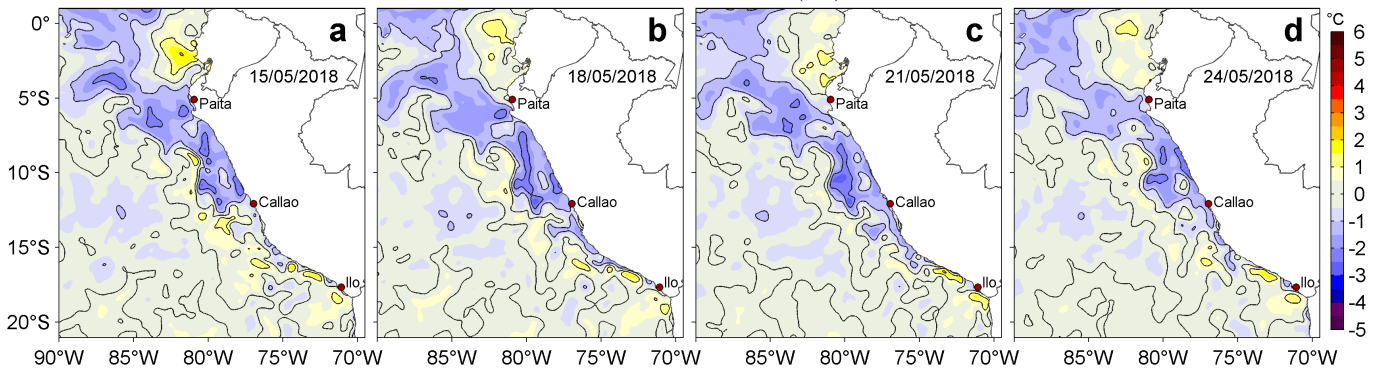 a b c d °C
0° 6
15/05/2018 18/05/2018 21/05/2018 24/05/2018 5
4
5°S Paita Paita Paita Paita 3
2
10°S 1
0
Callao Callao Callao Callao -1
15°S -2
-3
Ilo Ilo Ilo Ilo -4
20°S -5
90°W 85°W 80°W 75°W 70°W 85°W 80°W 75°W 70°W 85°W 80°W 75°W 70°W 85°W 80°W 75°W 70°W